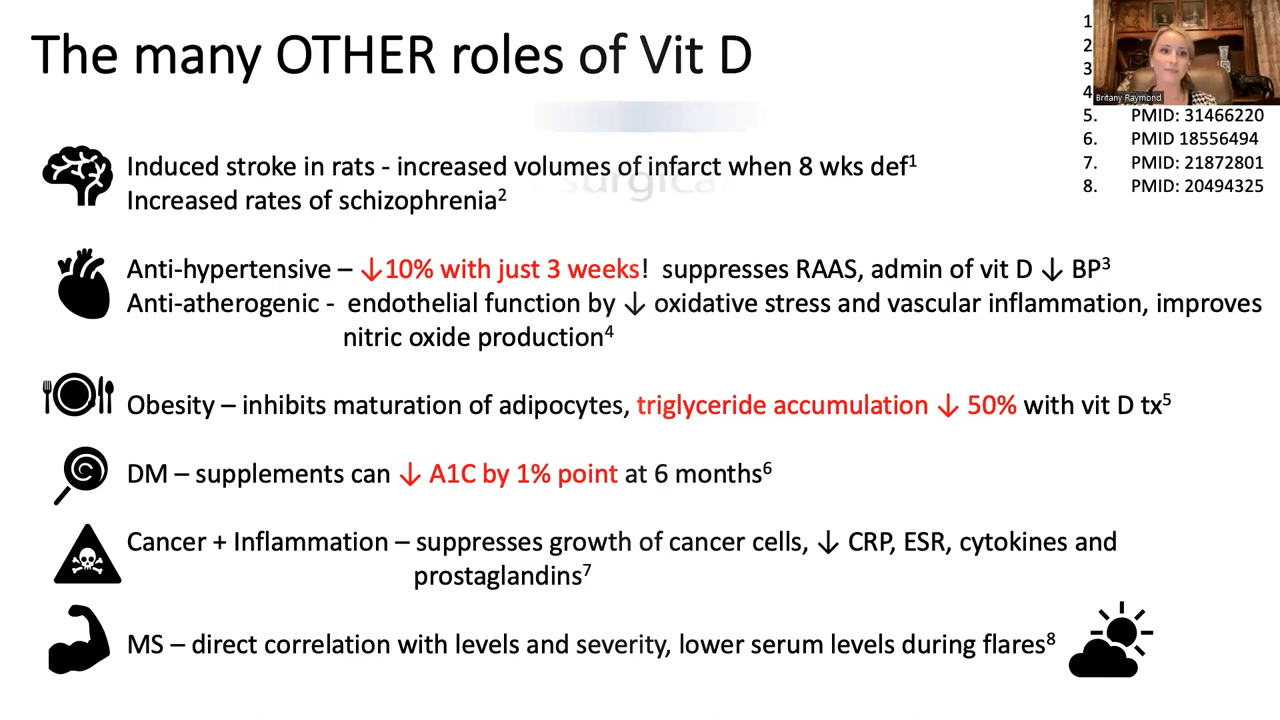 The many OTHER roles of Vit D
1
2
3
4
Britany Raymond
5. PMID: 31466220
6. PMID 18556494
7. PMID: 21872801
8. PMID: 20494325
Induced stroke in rats - increased volumes of infarct when 8 wks def1
surgica
Increased rates of schizophrenia2
Anti-hypertensive – ↓10% with just 3 weeks! suppresses RAAS, admin of vit D ↓ BP3
Anti-atherogenic - endothelial function by ↓ oxidative stress and vascular inflammation, improves
nitric oxide production4
Obesity – inhibits maturation of adipocytes, triglyceride accumulation ↓ 50% with vit D tx5
DM – supplements can ↓ A1C by 1% point at 6 months6
Cancer + Inflammation – suppresses growth of cancer cells, ↓ CRP, ESR, cytokines and
prostaglandins7
MS – direct correlation with levels and severity, lower serum levels during flares8